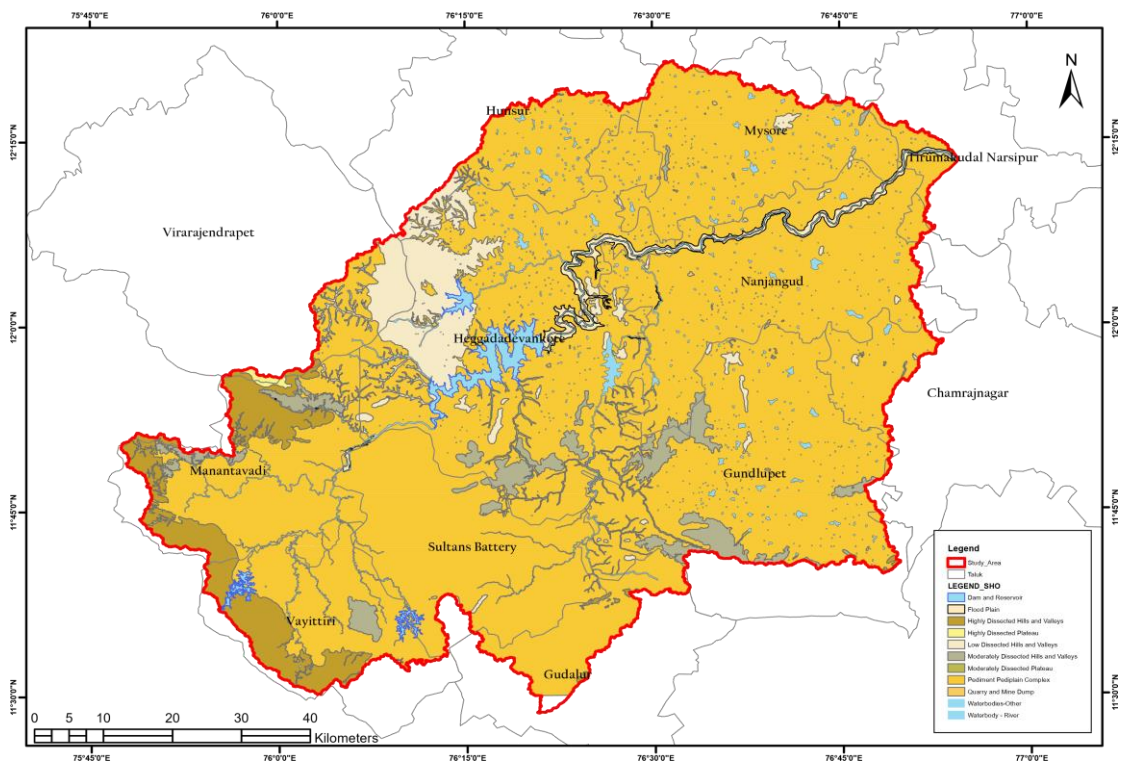 75°45'0"E 76°0'0"E 76°15'0"E 76°30'0"E 76°45'0"E 77°0'0"E
N
Hunsur
Mysore
12°15'0"N 12°15'0"N
Tirumakudal Narsipur
Virarajendrapet
Nanjangud
12°0'0"N 12°0'0"N
Heggadadevankote
Chamrajnagar
Manantavadi
Gundlupet
11°45'0"N 11°45'0"N
Sultans Battery
Vayittiri
Gudalur
11°30'0"N 11°30'0"N
Legend
Study_Area
Taluk
LEGEND_SHO
Dam and Reservoir
Flood Plain
Highly Dissected Hills and Valleys
Highly Dissected Plateau
Low Dissected Hills and Valleys
Moderately Dissected Hills and Valleys
Moderately Dissected Plateau
Pediment Pediplain Complex
Quarry and Mine Dump
Waterbodies-Other
Waterbody - River
0 5 10 20 30 40
Kilometers
75°45'0"E 76°0'0"E 76°15'0"E 76°30'0"E 76°45'0"E 77°0'0"E